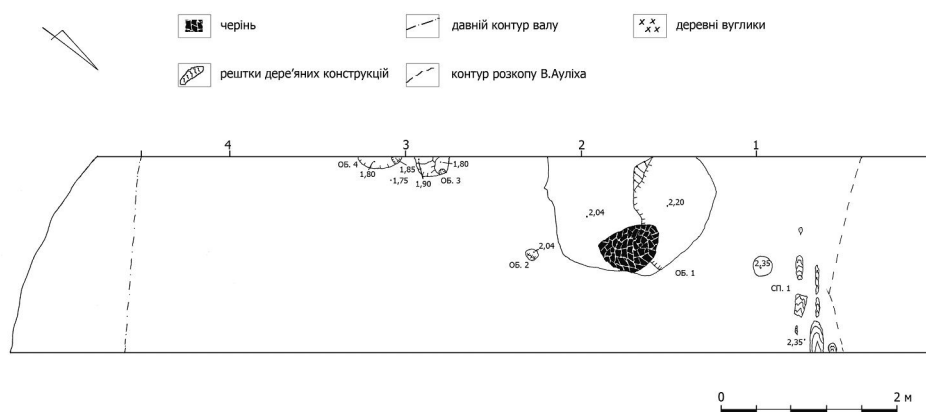 черінь
давній контур валу
деревні вуглики
рештки дере'яних конструкцій
контур розкопу В.Ауліха
4 3 2 1
ОБ. 4
1,80
1,85
-1,75
1,90
1,80
ОБ. 3
2,04
ОБ. 2
2,04
2,20
ОБ. 1
2,35
СП. 1
2,35
0 2 м